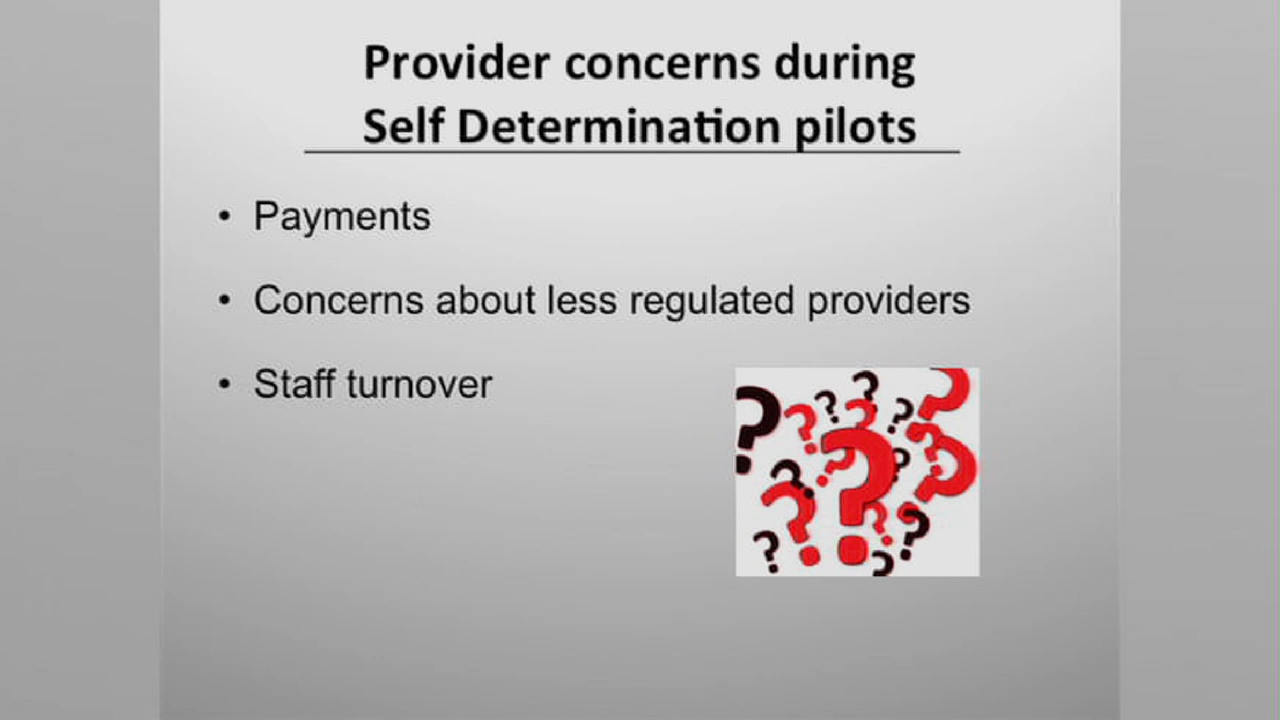 Provider concerns during
Self Determination pilots
• Payments
• Concerns about less regulated providers
• Staff turnover